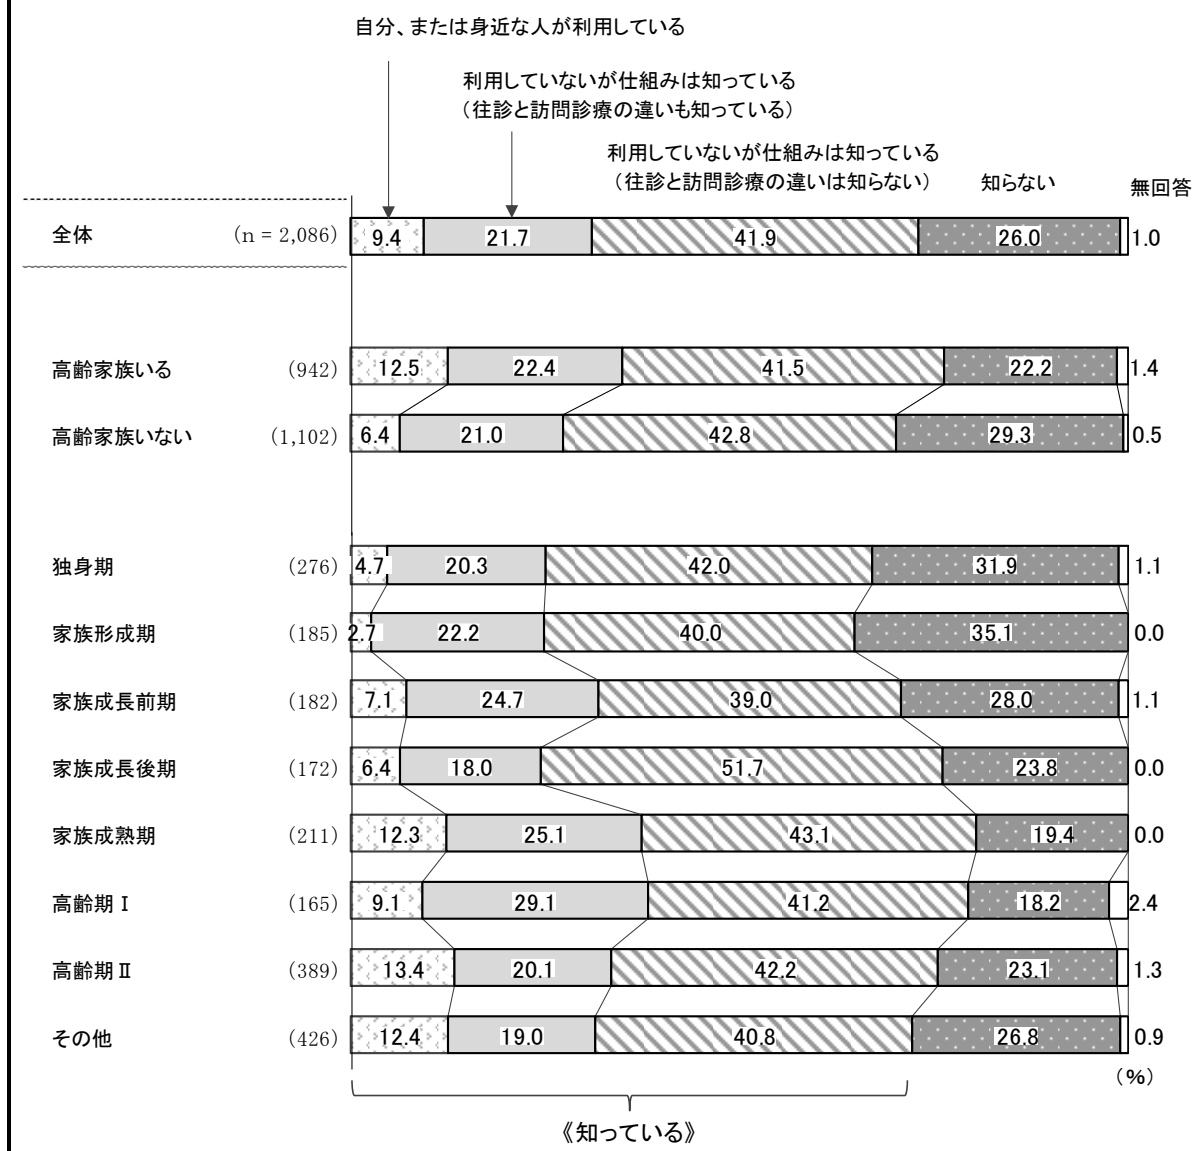 自分、または身近な人が利用している
利用していないが仕組みは知っている
（往診と訪問診療の違いも知っている）
利用していないが仕組みは知っている
（往診と訪問診療の違いは知らない） 知らない 無回答
全体 (n = 2,086) 9.4 21.7 41.9 26.0 1.0
高齢家族いる (942) 12.5 22.4 41.5 22.2 1.4
高齢家族いない (1,102) 6.4 21.0 42.8 29.3 0.5
独身期 (276) 4.7 20.3 42.0 31.9 1.1
家族形成期 (185) 2.7 22.2 40.0 35.1 0.0
家族成長前期 (182) 7.1 24.7 39.0 28.0 1.1
家族成長後期 (172) 6.4 18.0 51.7 23.8 0.0
家族成熟期 (211) 12.3 25.1 43.1 19.4 0.0
高齢期Ⅰ (165) 9.1 29.1 41.2 18.2 2.4
高齢期Ⅱ (389) 13.4 20.1 42.2 23.1 1.3
その他 (426) 12.4 19.0 40.8 26.8 0.9
(%)
《知っている》